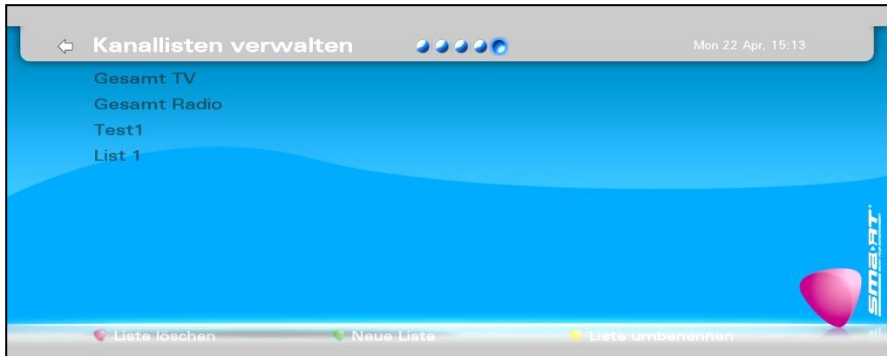 Kanallisten verwalten
Mon 22 Apr, 15:13
Gesamt TV
Gesamt Radio
Test1
List 1
smart
Liste löschen
Neue Liste
Liste umbenennen